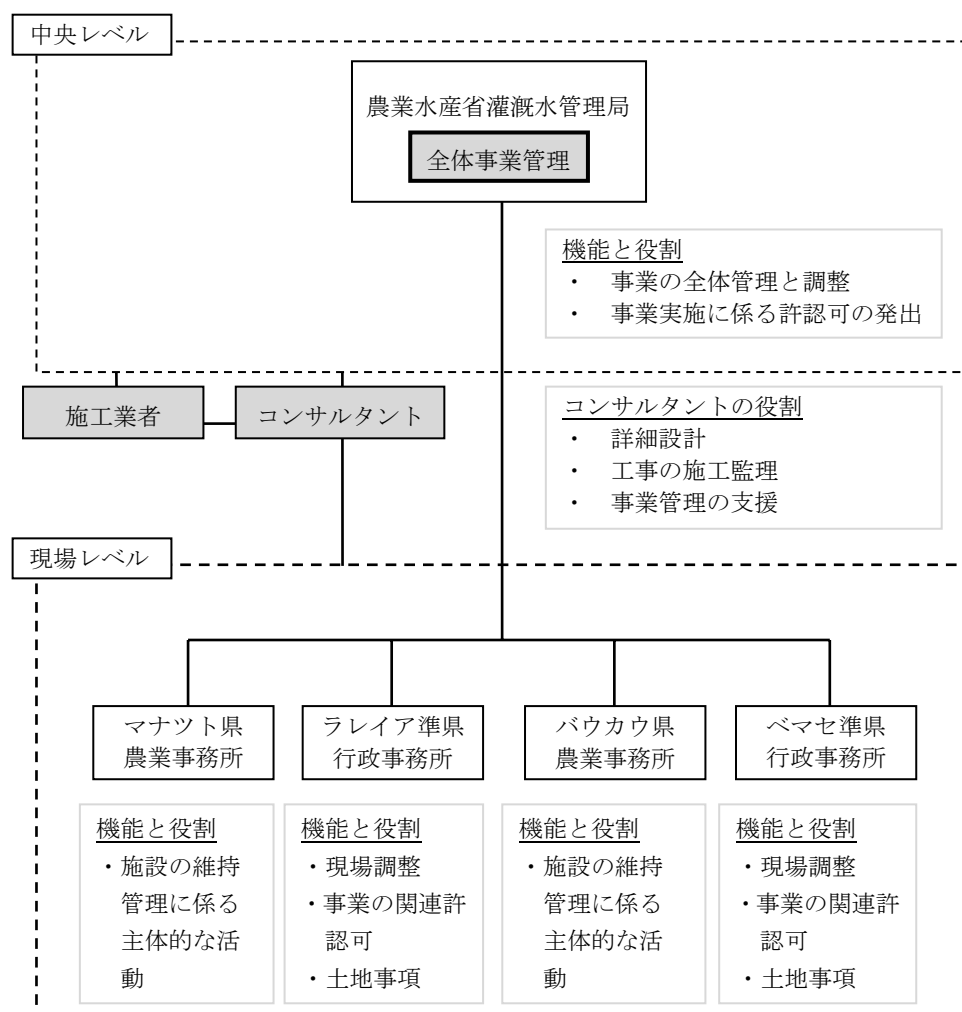 中央レベル
農業水産省灌漑水管理局
全体事業管理
機能と役割
・ 事業の全体管理と調整
・ 事業実施に係る許認可の発出
施工業者
コンサルタント
コンサルタントの役割
・ 詳細設計
・ 工事の施工監理
・ 事業管理の支援
現場レベル
マナツト県
農業事務所
ラレイア準県
行政事務所
バウカウ県
農業事務所
ベマセ準県
行政事務所
機能と役割
・施設の維持
管理に係る
主体的な活
動
機能と役割
・現場調整
・事業の関連許
認可
・土地事項
機能と役割
・施設の維持
管理に係る
主体的な活
動
機能と役割
・現場調整
・事業の関連許
認可
・土地事項